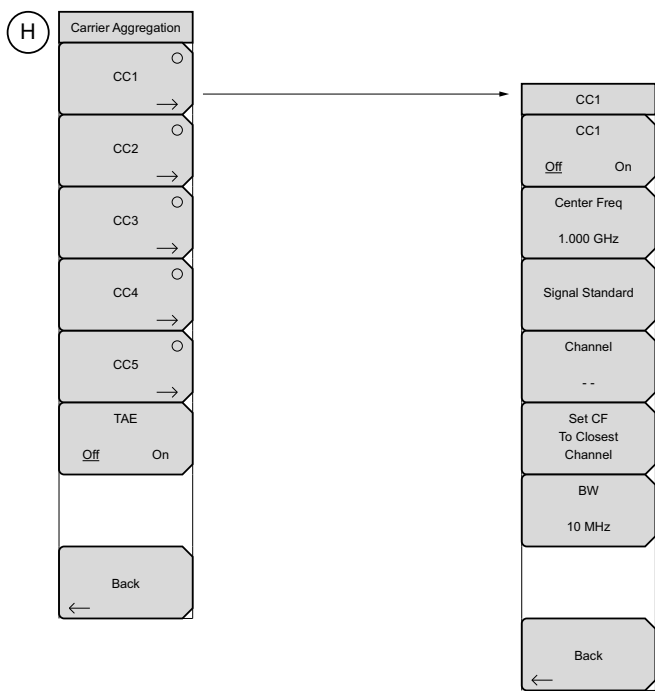 H
Carrier Aggregation
CC1
CC2
CC3
CC4
CC5
TAE
Off On
Back
CC1
CC1
Off On
Center Freq
1.000 GHz
Signal Standard
Channel
- -
Set CF
To Closest
Channel
BW
10 MHz
Back